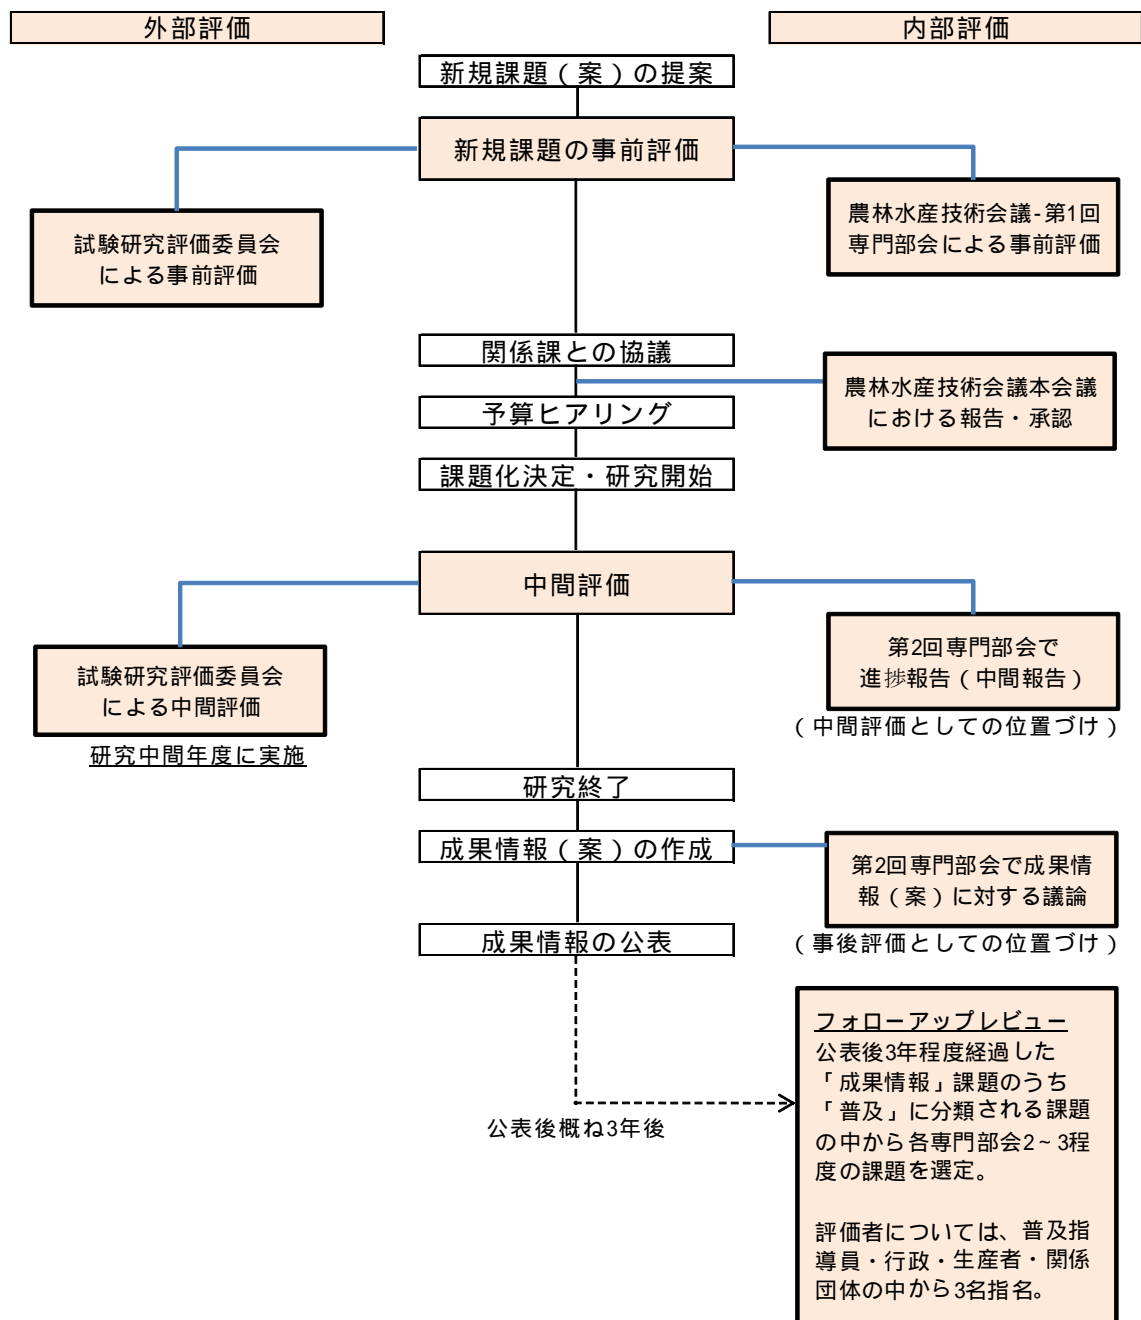 外部評価
内部評価
新規課題（案）の提案
新規課題の事前評価
試験研究評価委員会
による事前評価
農林水産技術会議-第1回
専門部会による事前評価
関係課との協議
農林水産技術会議本会議
における報告・承認
予算ヒアリング
課題化決定・研究開始
中間評価
試験研究評価委員会
による中間評価
研究中間年度に実施
第2回専門部会で
進捗報告（中間報告）
（中間評価としての位置づけ）
研究終了
成果情報（案）の作成
第2回専門部会で成果情
報（案）に対する議論
（事後評価としての位置づけ）
成果情報の公表
公表後概ね3年後
フォローアップレビュー
公表後3年程度経過した
「成果情報」課題のうち
「普及」に分類される課題
の中から各専門部会2～3程
度の課題を選定。
評価者については、普及指
導員・行政・生産者・関係
団体の中から3名指名。